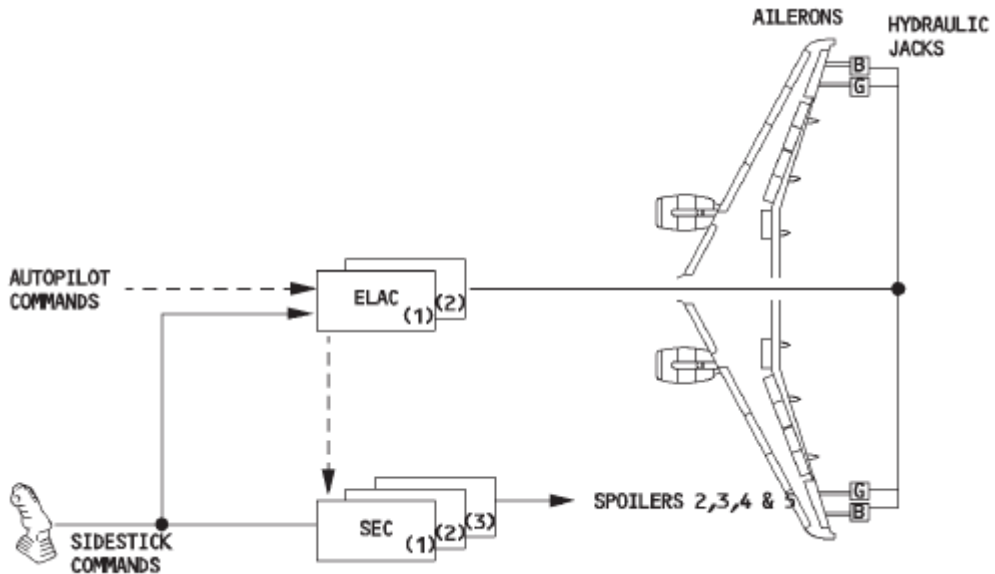 AILERONS
HYDRAULIC
JACKS
B
G
AUTOPILOT
COMMANDS
ELAC
(1)
(2)
G
B
SPOILERS 2,3,4 & 5
SEC
(1)
(2)
(3)
SIDESTICK
COMMANDS